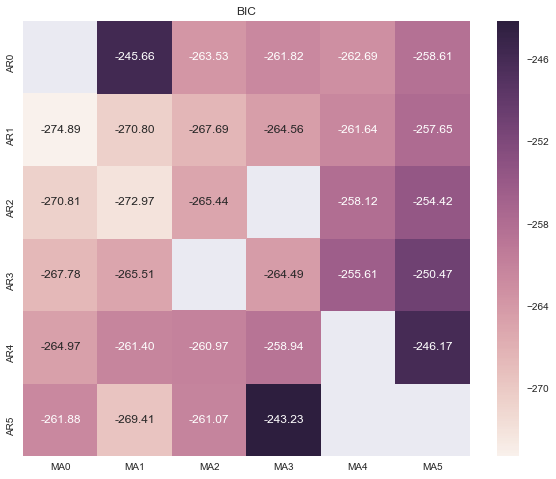 BIC
AR0 -245.66 -263.53 -261.82 -262.69 -258.61
AR1 -274.89 -270.80 -267.69 -264.56 -261.64 -257.65
AR2 -270.81 -272.97 -265.44 -258.12 -254.42
AR3 -267.78 -265.51 -264.49 -255.61 -250.47
AR4 -264.97 -261.40 -260.97 -258.94 -246.17
AR5 -261.88 -269.41 -261.07 -243.23
MA0 MA1 MA2 MA3 MA4 MA5
-246
-252
-258
-264
-270